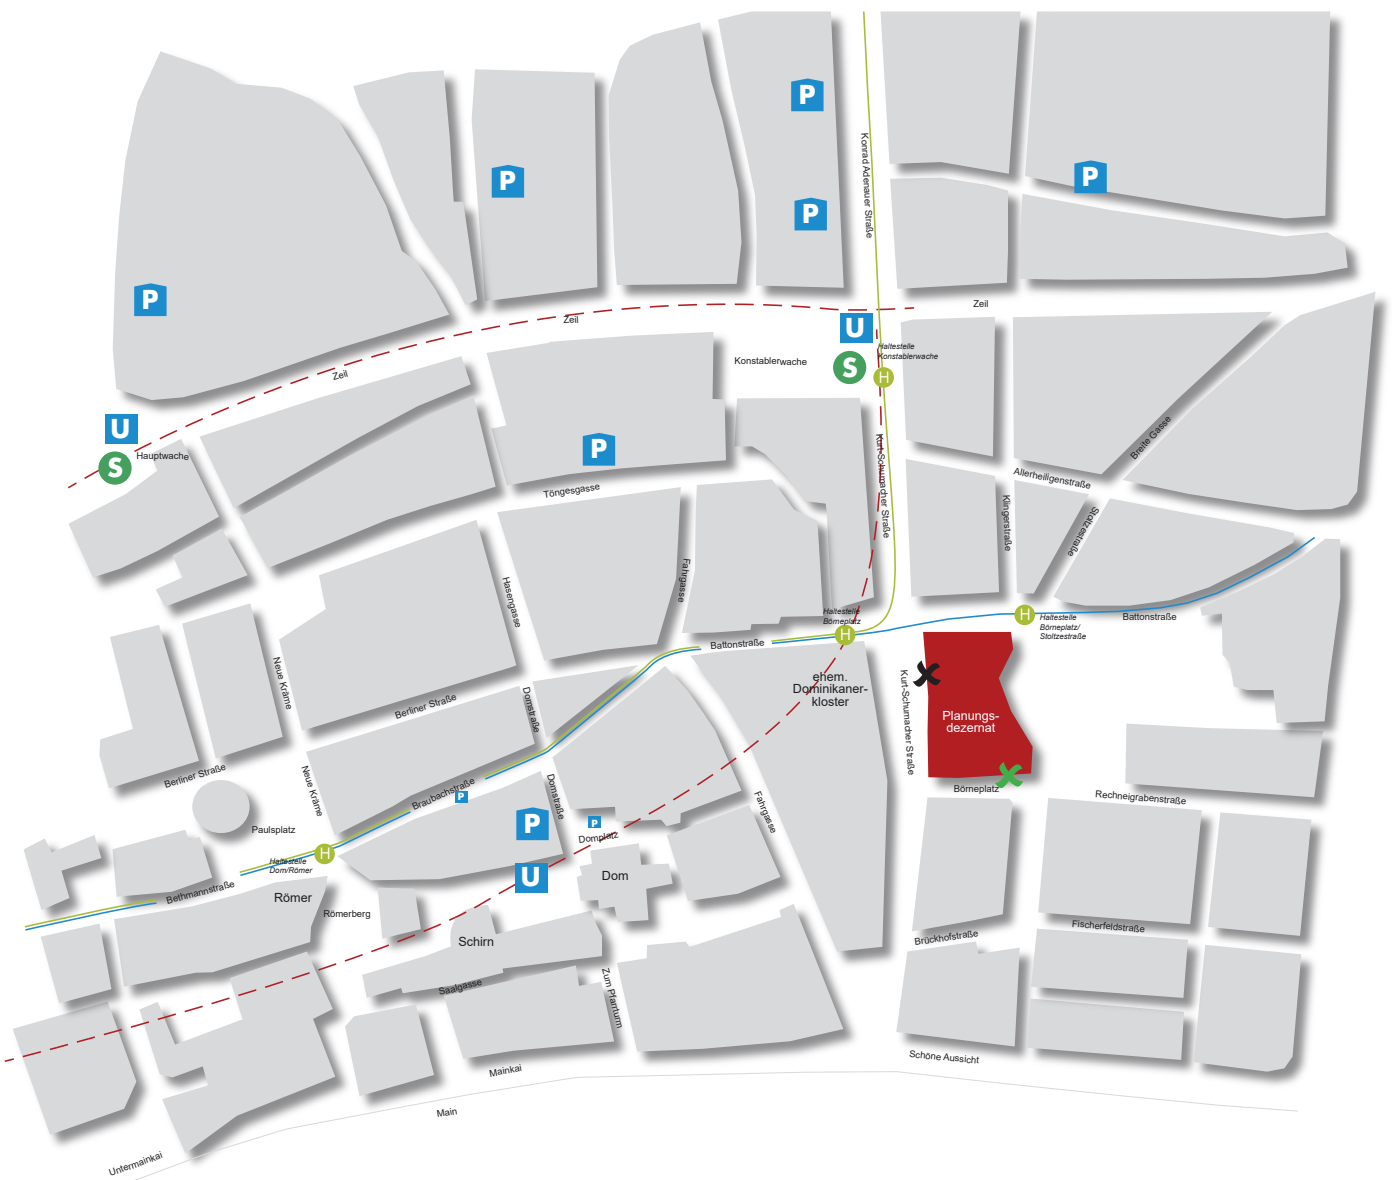 P
P
Konrad Adenauer Straße
P
P
P
P
Zeil
Zeil
U
Haltestelle
Konstablerwache
Konstablerwache
S
H
Zeil
U
Hauptwache
S
P
Kurt-Schumacher Straße
Breite Gasse
Allerheiligenstraße
Töngesgasse
Klingerstraße
Stoltzestraße
Fahrgasse
Hasengasse
Haltestelle
Börneplatz
H
H
Haltestelle
Börneplatz/
Stoltzestraße
Battonstraße
Battonstraße
Neue Kräme
ehem.
Dominikaner-
kloster
Kurt-Schumacher Straße
Planungs-
dezernat
Berliner Straße
Domstraße
Berliner Straße
Neue Kräme
Braubachstraße
P
Domstraße
Fahrgasse
Börneplatz
Rechneigrabenstraße
Paulsplatz
P
P
Domplatz
H
Haltestelle
Dom/Römer
U
Dom
Bethmannstraße
Römer
Römerberg
Schirn
Brückhofstraße
Fischerfeldstraße
Saalgasse
Zum Pfarrturm
Schöne Aussicht
Mainkai
Main
Untermainkai